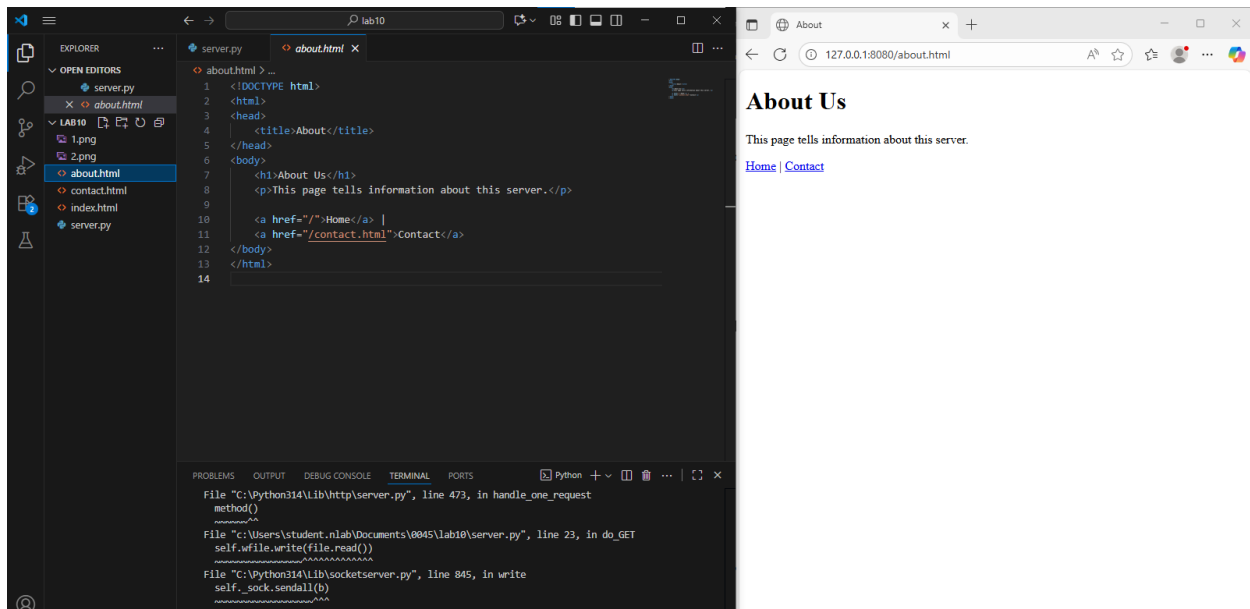 lab10
EXPLORER
OPEN EDITORS
server.py
about.html
LAB10
1.png
2.png
about.html
contact.html
index.html
server.py
2
server.py
about.html
about.html > ...
1 <!DOCTYPE html>
2 <html>
3 <head>
4 <title>About</title>
5 </head>
6 <body>
7 <h1>About Us</h1>
8 <p>This page tells information about this server.</p>
9
10 <a href="/">Home</a> |
11 <a href="/contact.html">Contact</a>
12 </body>
13 </html>
14
PROBLEMS OUTPUT DEBUG CONSOLE TERMINAL PORTS Python
File "C:\Python314\Lib\http\server.py", line 473, in handle_one_request
method()
~~~~~~^^
File "c:\Users\student.nlab\Documents\0045\lab10\server.py", line 23, in do_GET
self.wfile.write(file.read())
~~~~~~~~~~~~~~~~^^^^^^^^^^^^^
File "C:\Python314\Lib\socketserver.py", line 845, in write
self._sock.sendall(b)
~~~~~~~~~~~~~~~~~~^^^
About
127.0.0.1:8080/about.html
About Us
This page tells information about this server.
Home | Contact